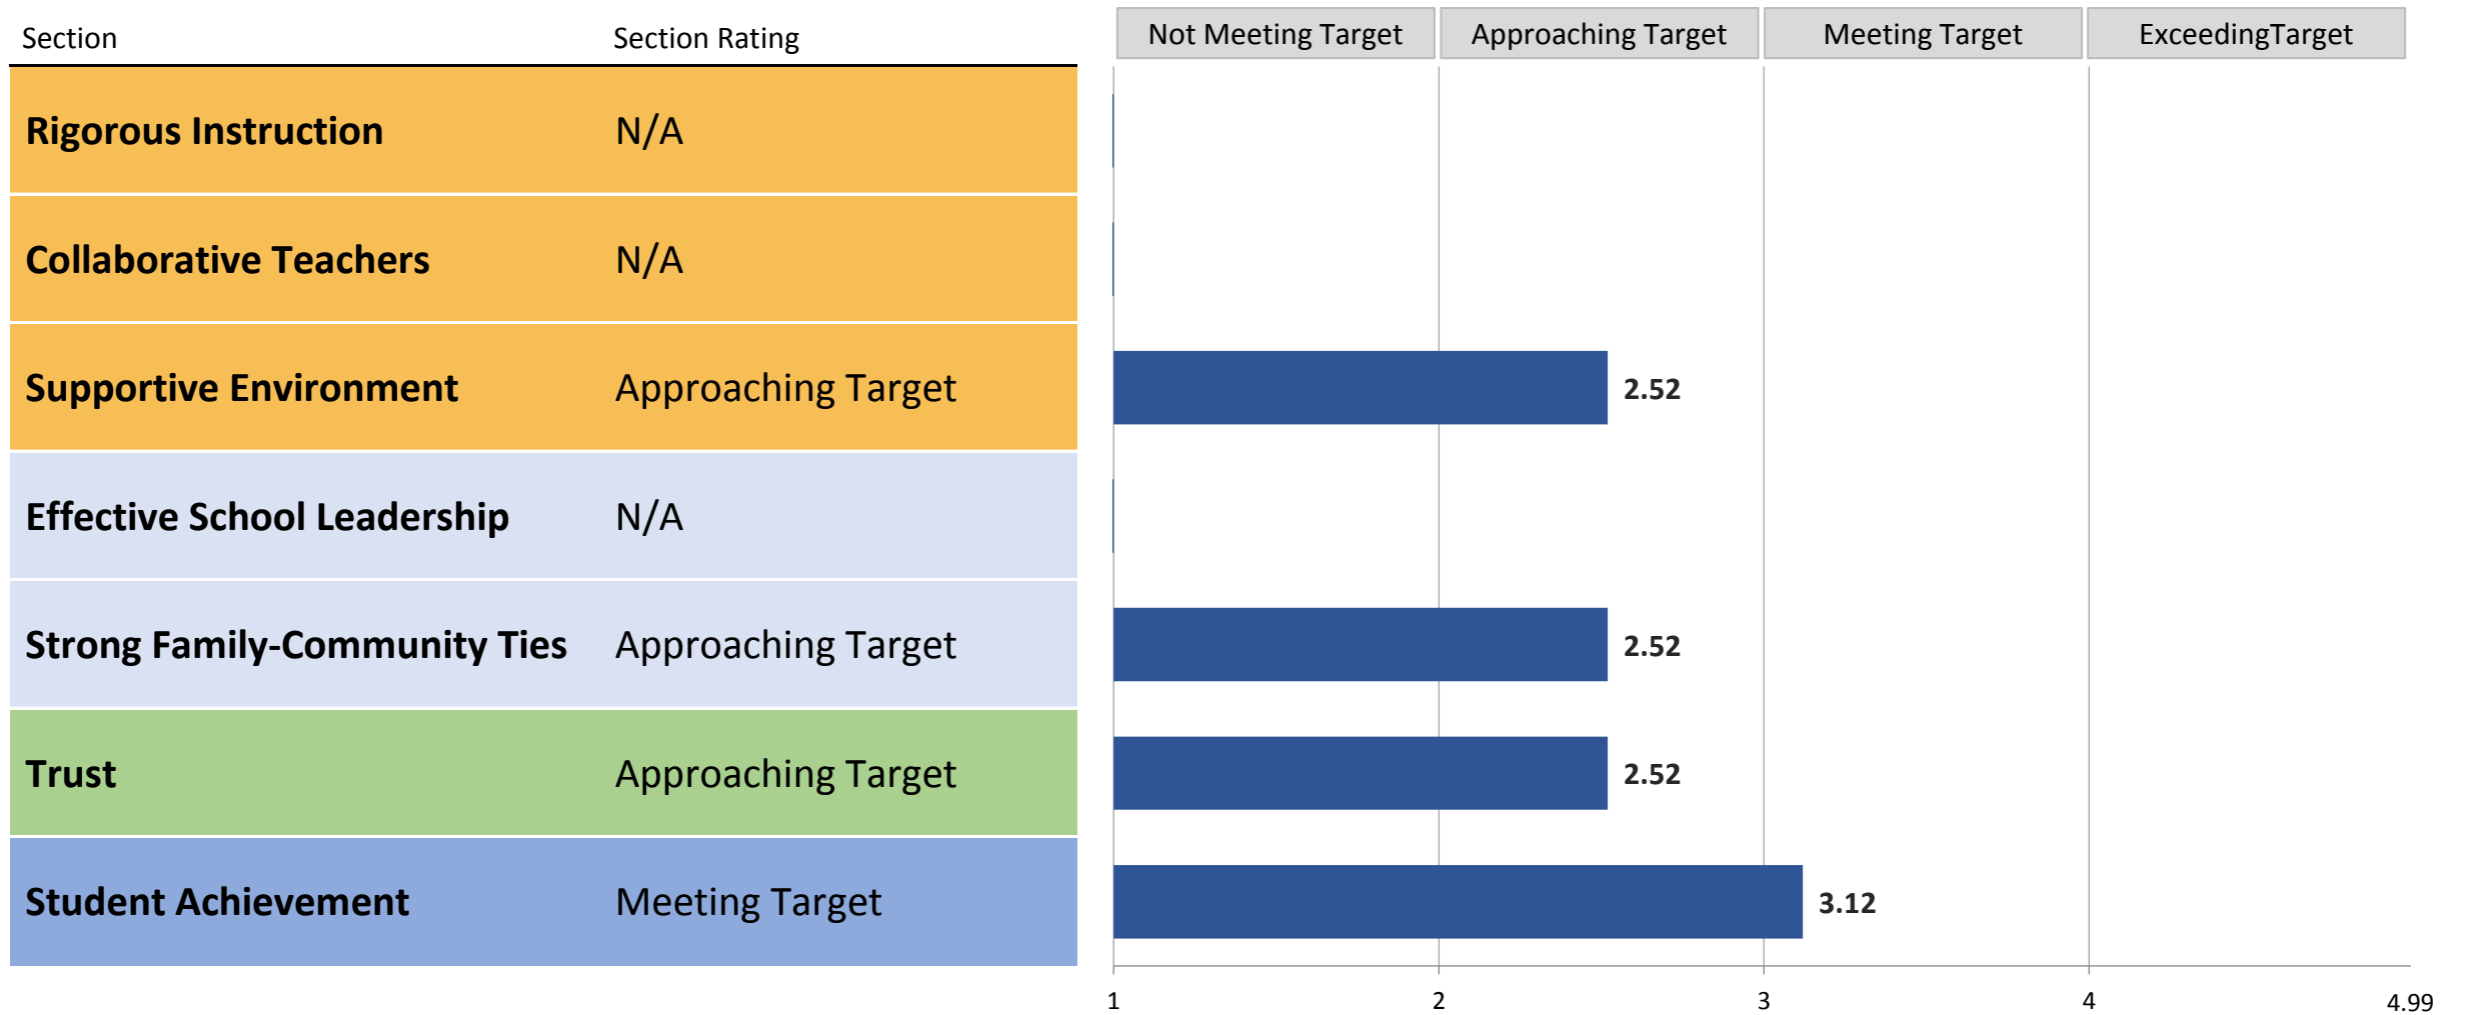 Section Section Rating Not Meeting Target Approaching Target Meeting Target ExceedingTarget
Rigorous Instruction N/A
Collaborative Teachers N/A
Supportive Environment Approaching Target 2.52
Effective School Leadership N/A
Strong Family-Community Ties Approaching Target 2.52
Trust Approaching Target 2.52
Student Achievement Meeting Target 3.12
1 2 3 4 4.99